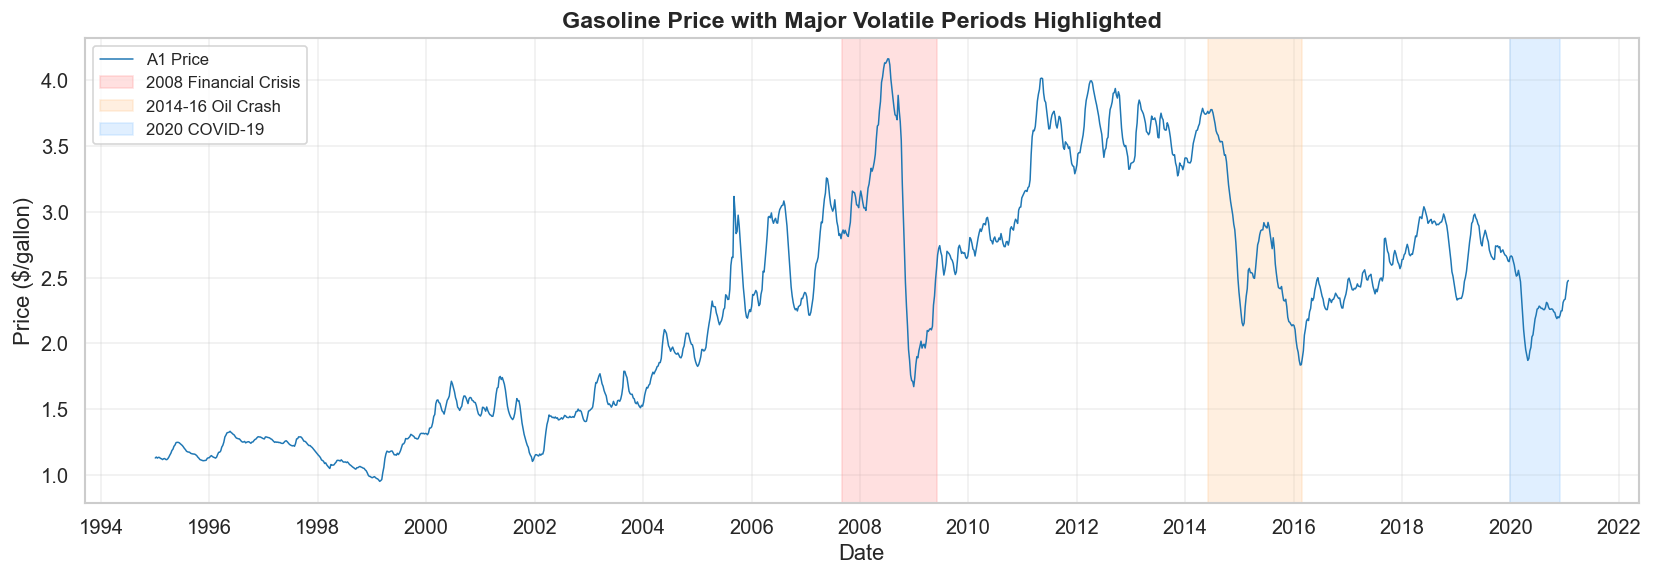 Gasoline Price with Major Volatile Periods Highlighted
A1 Price
2008 Financial Crisis
2014-16 Oil Crash
2020 COVID-19
Price ($/gallon)
4.0
3.5
3.0
2.5
2.0
1.5
1.0
1994 1996 1998 2000 2002 2004 2006 2008 2010 2012 2014 2016 2018 2020 2022
Date